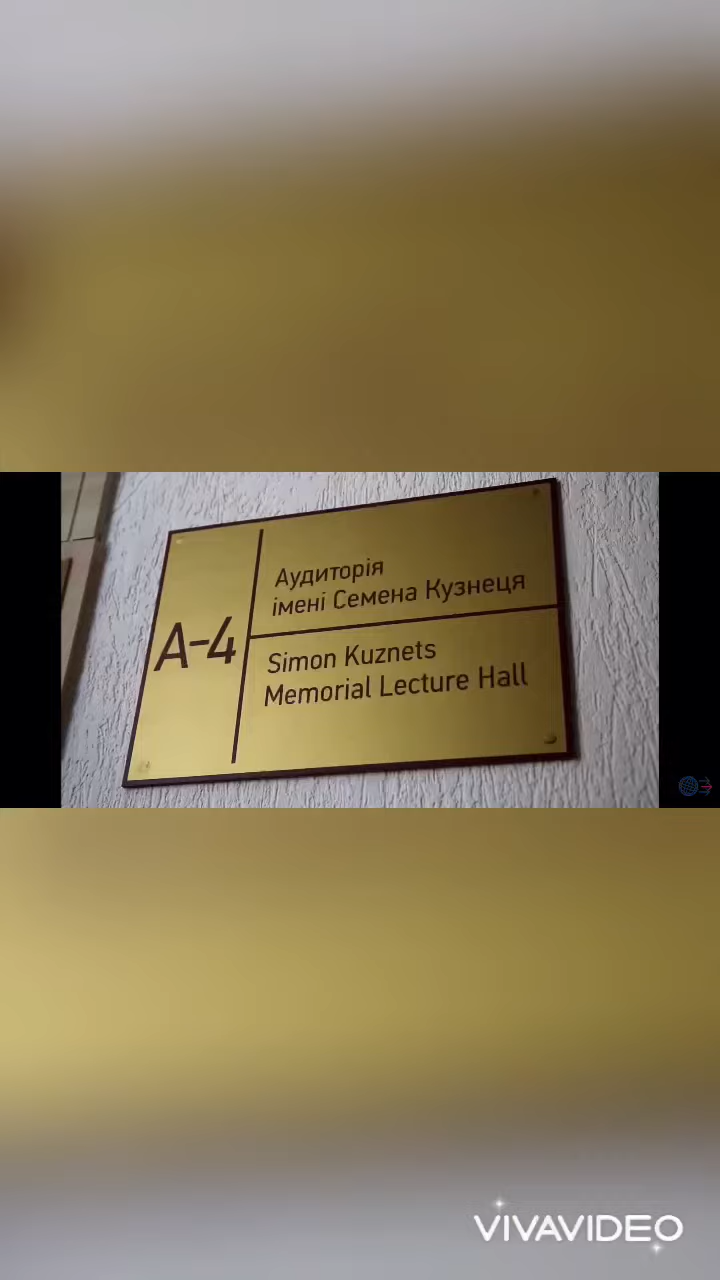 A-4
Аудиторія
імені Семена Кузнеця
Simon Kuznets
Memorial Lecture Hall
VIVAVIDEO